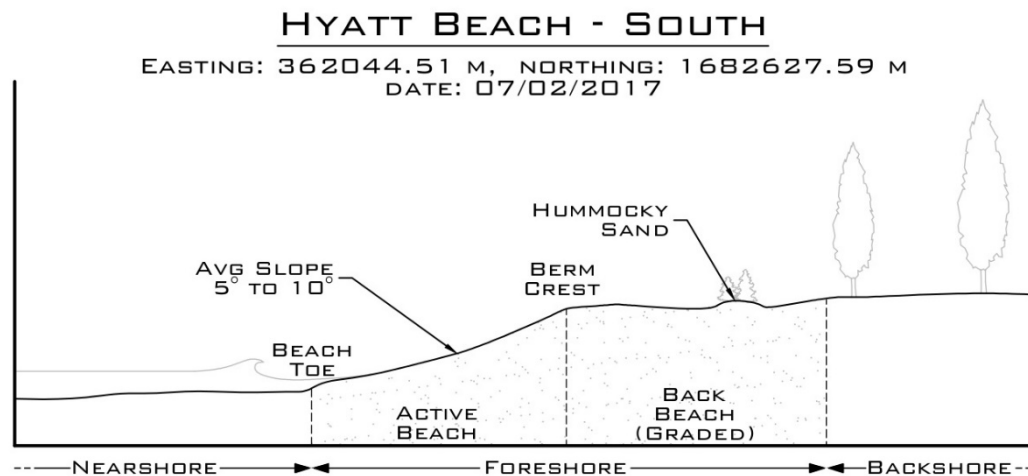 HYATT BEACH - SOUTH
EASTING: 362044.51 M, NORTHING: 1682627.59 M
DATE: 07/02/2017
HUMMOCKY
SAND
AVG SLOPE
5° TO 10°
BERM
CREST
BEACH
TOE
ACTIVE
BEACH
BACK
BEACH
(GRADED)
NEARSHORE
FORESHORE
BACKSHORE